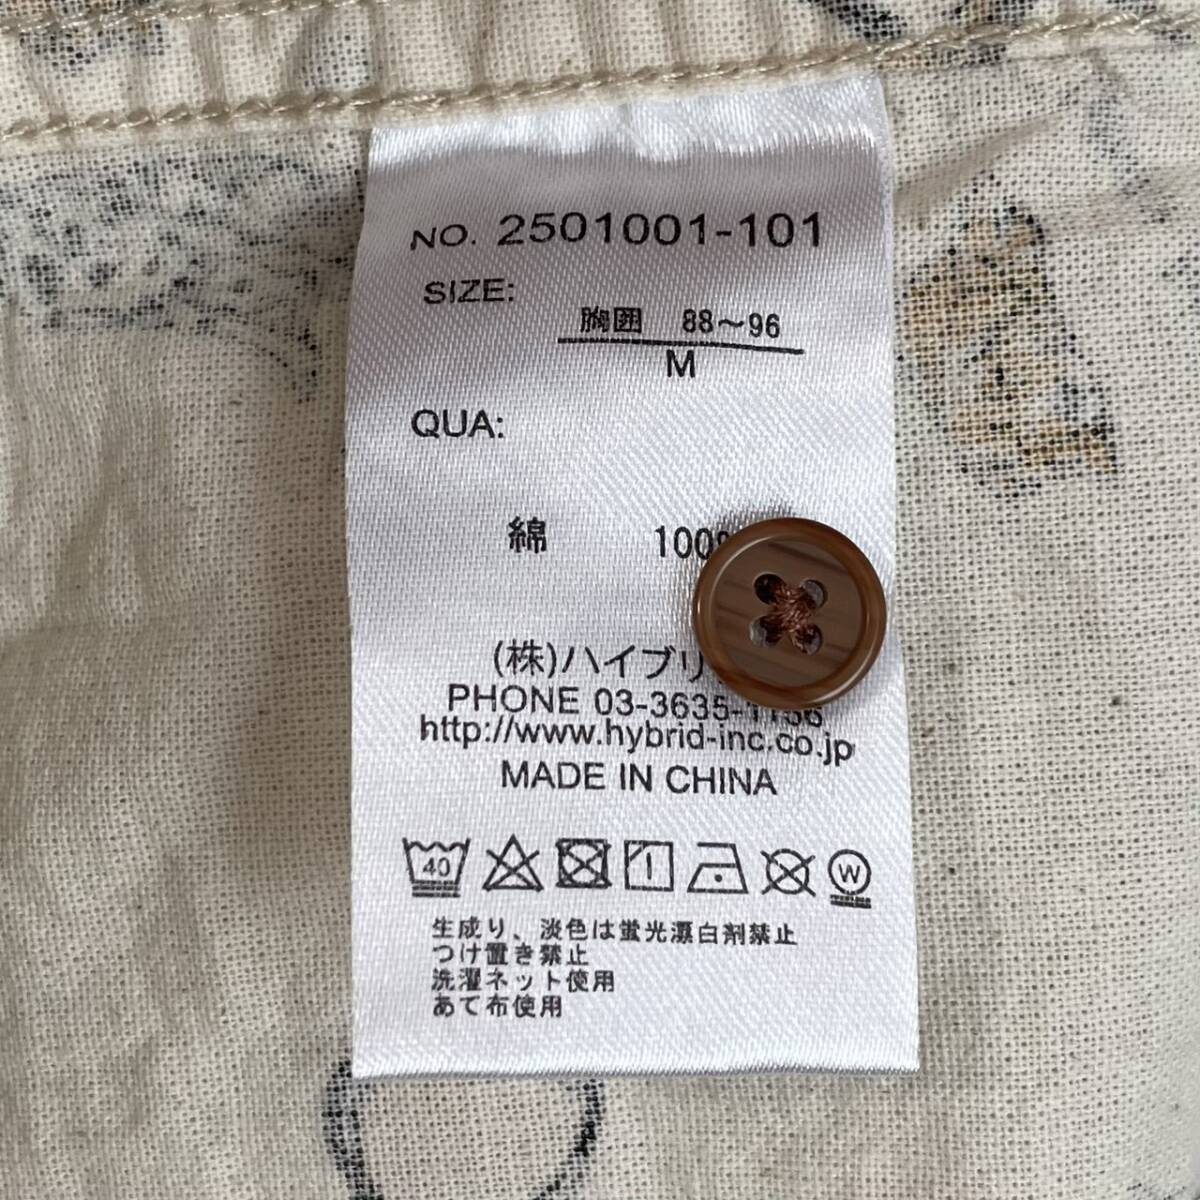 NO. 2501001-101
SIZE:
胸囲 88～96
M
QUA:
綿 100
(株)ハイブリ
PHONE 03-3635-1156
http://www.hybrid-inc.co.jp
MADE IN CHINA
40
W
生成り、淡色は蛍光漂白剤禁止
つけ置き禁止
洗濯ネット使用
あて布使用